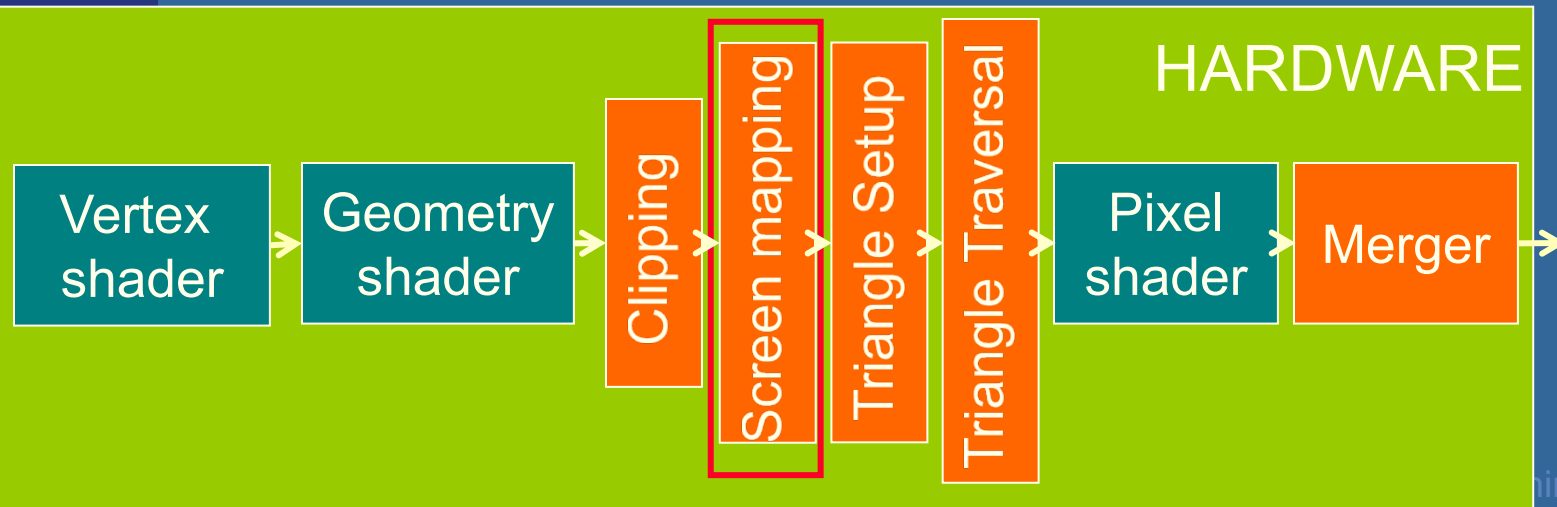 HARDWARE
Vertex
shader
Geometry
shader
Clipping
Screen mapping
Triangle Setup
Triangle Traversal
Pixel
shader
Merger